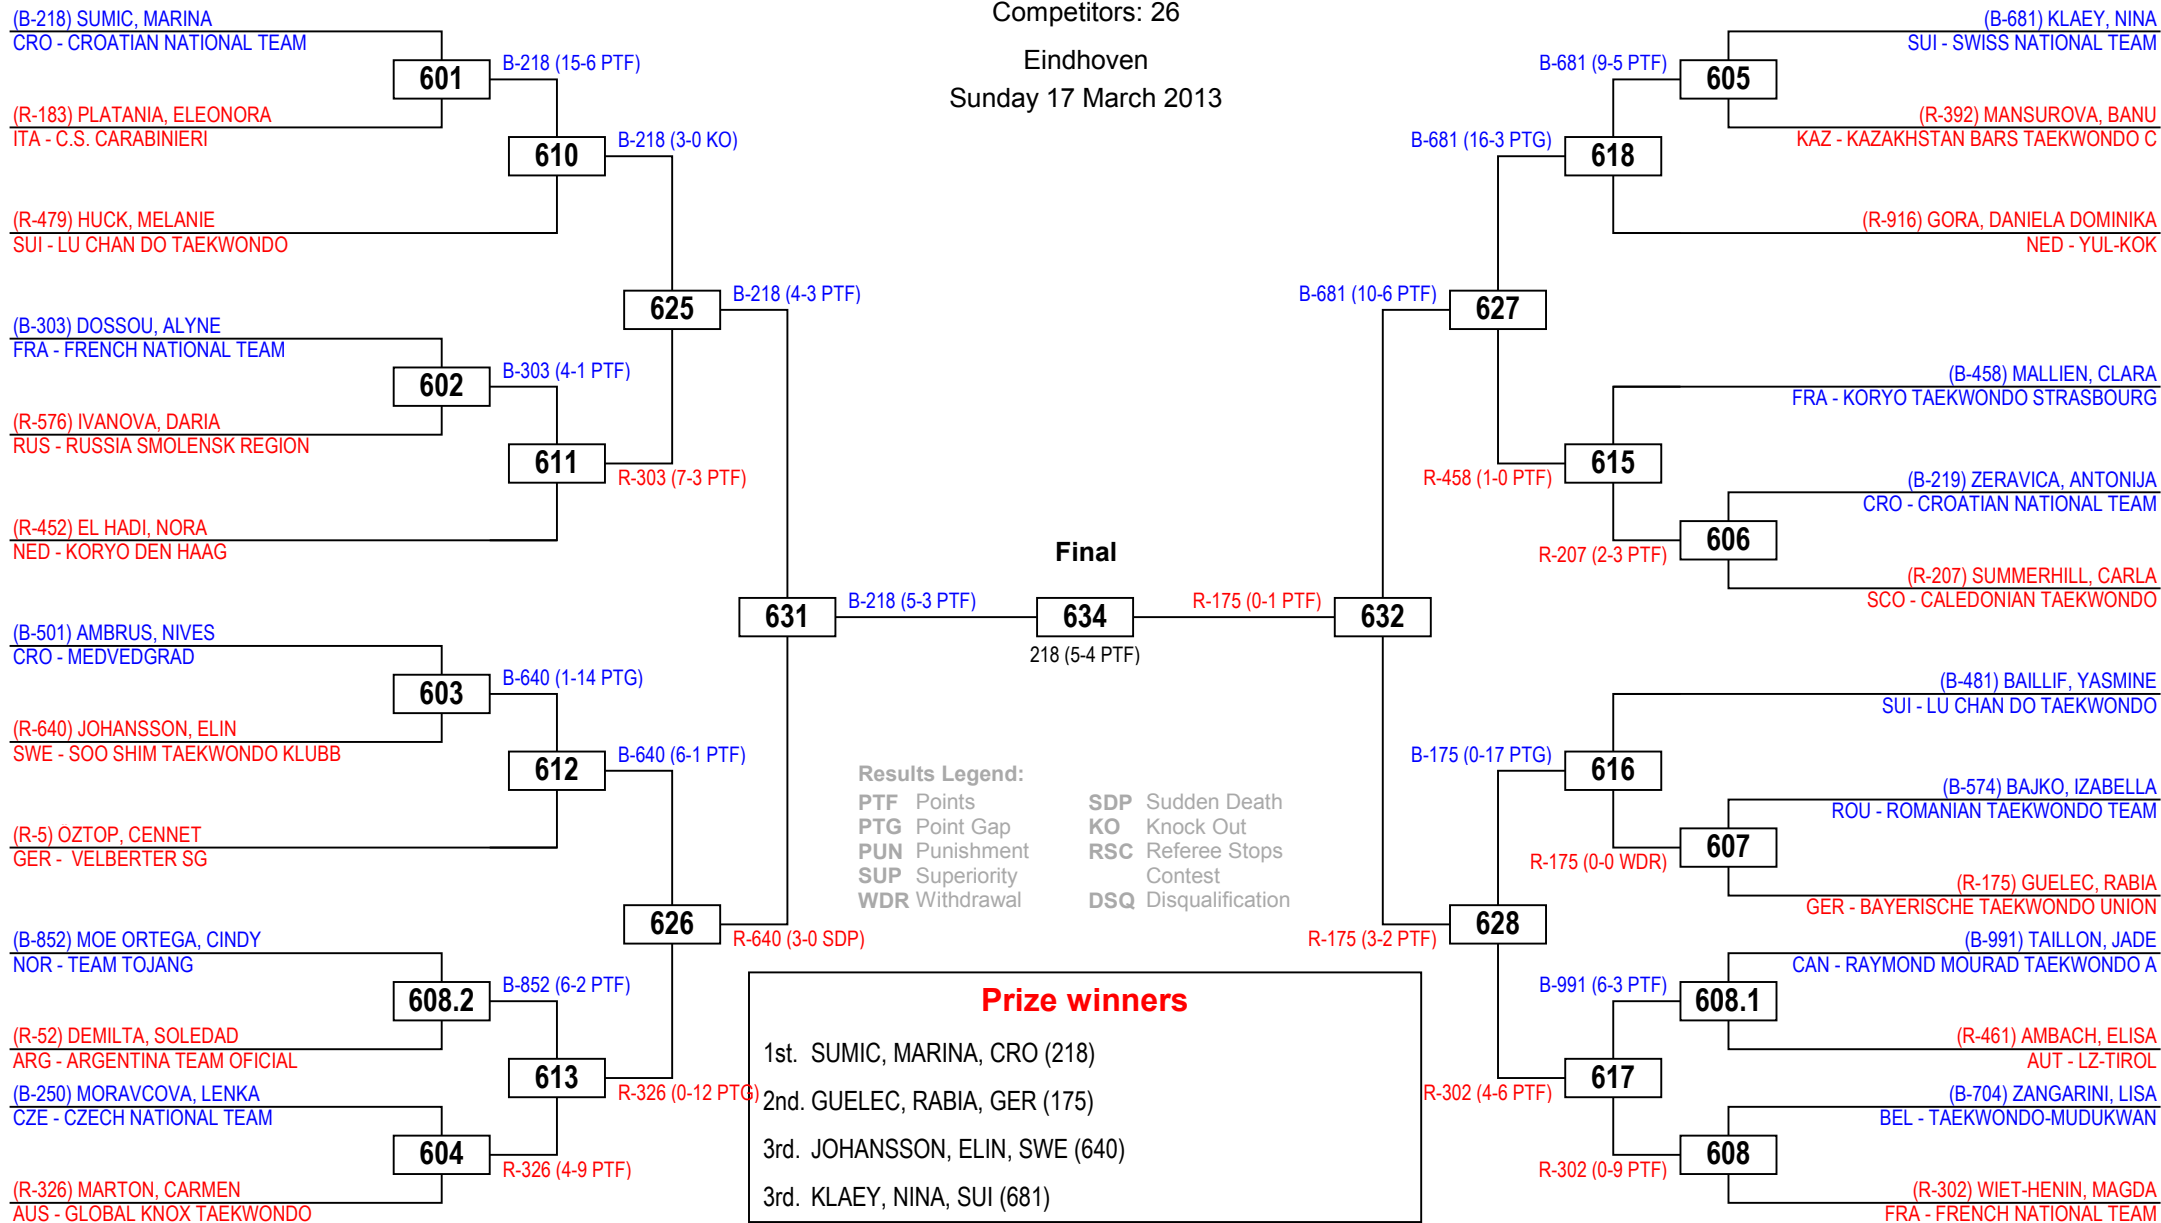 Competitors: 26
Eindhoven
Sunday 17 March 2013
(B-218) SUMIC, MARINA
CRO - CROATIAN NATIONAL TEAM
601
B-218 (15-6 PTF)
(R-183) PLATANIA, ELEONORA
ITA - C.S. CARABINIERI
610
B-218 (3-0 KO)
(R-479) HUCK, MELANIE
SUI - LU CHAN DO TAEKWONDO
625
B-218 (4-3 PTF)
(B-303) DOSSOU, ALYNE
FRA - FRENCH NATIONAL TEAM
602
B-303 (4-1 PTF)
(R-576) IVANOVA, DARIA
RUS - RUSSIA SMOLENSK REGION
611
R-303 (7-3 PTF)
(R-452) EL HADI, NORA
NED - KORYO DEN HAAG
631
B-218 (5-3 PTF)
(B-501) AMBRUS, NIVES
CRO - MEDVEDGRAD
603
B-640 (1-14 PTG)
(R-640) JOHANSSON, ELIN
SWE - SOO SHIM TAEKWONDO KLUBB
612
B-640 (6-1 PTF)
(R-5) ÖZTOP, CENNET
GER -  VELBERTER SG
626
R-640 (3-0 SDP)
(B-852) MOE ORTEGA, CINDY
NOR - TEAM TOJANG
608.2
B-852 (6-2 PTF)
(R-52) DEMILTA, SOLEDAD
ARG - ARGENTINA TEAM OFICIAL
613
R-326 (0-12 PTG)
(B-250) MORAVCOVA, LENKA
CZE - CZECH NATIONAL TEAM
604
R-326 (4-9 PTF)
(R-326) MARTON, CARMEN
AUS - GLOBAL KNOX TAEKWONDO
Final
634
218 (5-4 PTF)
(B-681) KLAEY, NINA
SUI - SWISS NATIONAL TEAM
B-681 (9-5 PTF)
605
(R-392) MANSUROVA, BANU
KAZ - KAZAKHSTAN BARS TAEKWONDO C
B-681 (16-3 PTG)
618
(R-916) GORA, DANIELA DOMINIKA
NED - YUL-KOK
B-681 (10-6 PTF)
627
(B-458) MALLIEN, CLARA
FRA - KORYO TAEKWONDO STRASBOURG
R-458 (1-0 PTF)
615
(B-219) ZERAVICA, ANTONIJA
CRO - CROATIAN NATIONAL TEAM
R-207 (2-3 PTF)
606
(R-207) SUMMERHILL, CARLA
SCO - CALEDONIAN TAEKWONDO
R-175 (0-1 PTF)
632
(B-481) BAILLIF, YASMINE
SUI - LU CHAN DO TAEKWONDO
B-175 (0-17 PTG)
616
(B-574) BAJKO, IZABELLA
ROU - ROMANIAN TAEKWONDO TEAM
R-175 (0-0 WDR)
607
(R-175) GUELEC, RABIA
GER - BAYERISCHE TAEKWONDO UNION
R-175 (3-2 PTF)
628
(B-991) TAILLON, JADE
CAN - RAYMOND MOURAD TAEKWONDO A
B-991 (6-3 PTF)
608.1
(R-461) AMBACH, ELISA
AUT - LZ-TIROL
R-302 (4-6 PTF)
617
(B-704) ZANGARINI, LISA
BEL - TAEKWONDO-MUDUKWAN
R-302 (0-9 PTF)
608
(R-302) WIET-HENIN, MAGDA
FRA - FRENCH NATIONAL TEAM
Results Legend:
PTF Points SDP Sudden Death
PTG Point Gap KO Knock Out
PUN Punishment RSC Referee Stops
SUP Superiority Contest
WDR Withdrawal DSQ Disqualification
Prize winners
1st. SUMIC, MARINA, CRO (218)
2nd. GUELEC, RABIA, GER (175)
3rd. JOHANSSON, ELIN, SWE (640)
3rd. KLAEY, NINA, SUI (681)